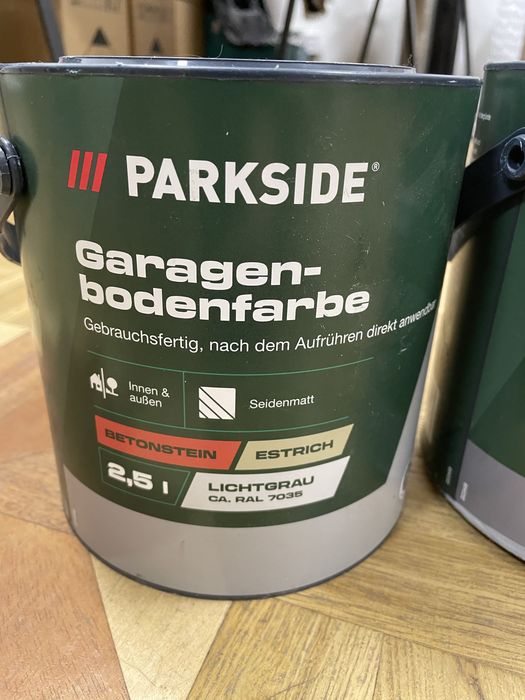 PARKSIDE®
Garagen-
bodenfarbe
Gebrauchsfertig, nach dem Aufrühren direkt anwendbar
Innen &
außen
Seidenmatt
BETONSTEIN
ESTRICH
2,5 l
LICHTGRAU
CA. RAL 7035